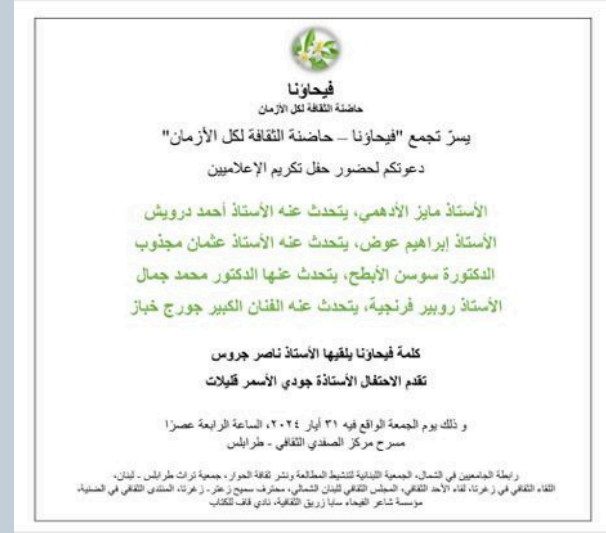 فيحاؤنا
حاضنة الثقافة لكل الأزمان
يسرّ تجمع "فيحاؤنا – حاضنة الثقافة لكل الأزمان"
دعوتكم لحضور حفل تكريم الإعلاميين
الأستاذ مايز الأدهمي، يتحدث عنه الأستاذ أحمد درويش
الأستاذ إبراهيم عوض، يتحدث عنه الأستاذ عثمان مجذوب
الدكتورة سوسن الأبطح، يتحدث عنها الدكتور محمد جمال
الأستاذ روبير فرنجية، يتحدث عنه الفنان الكبير جورج خباز
كلمة فيحاؤنا يلقيها الأستاذ ناصر جروس
تقدم الاحتفال الأستاذة جودي الأسمر قليلات
و ذلك يوم الجمعة الواقع فيه ٣١ أيار ٢٠٢٤، الساعة الرابعة عصرًا
مسرح مركز الصفدي الثقافي - طرابلس
رابطة الجامعيين في الشمال، الجمعية اللبنانية لتنشيط المطالعة ونشر ثقافة الحوار، جمعية تراث طرابلس - لبنان،
اللقاء الثقافي في زغرتا، لقاء الأحد الثقافي، المجلس الثقافي للبنان الشمالي، محترف سميح زعتر- زغرتا، المنتدى الثقافي في الضنية،
مؤسسة شاعر الفيحاء سابا زريق الثقافية، نادي قاف للكتاب